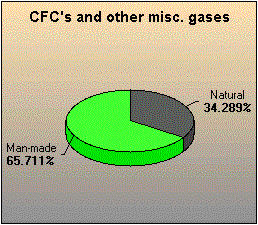 CFC's and other misc. gases
Natural
34.289%
Man-made
65.711%